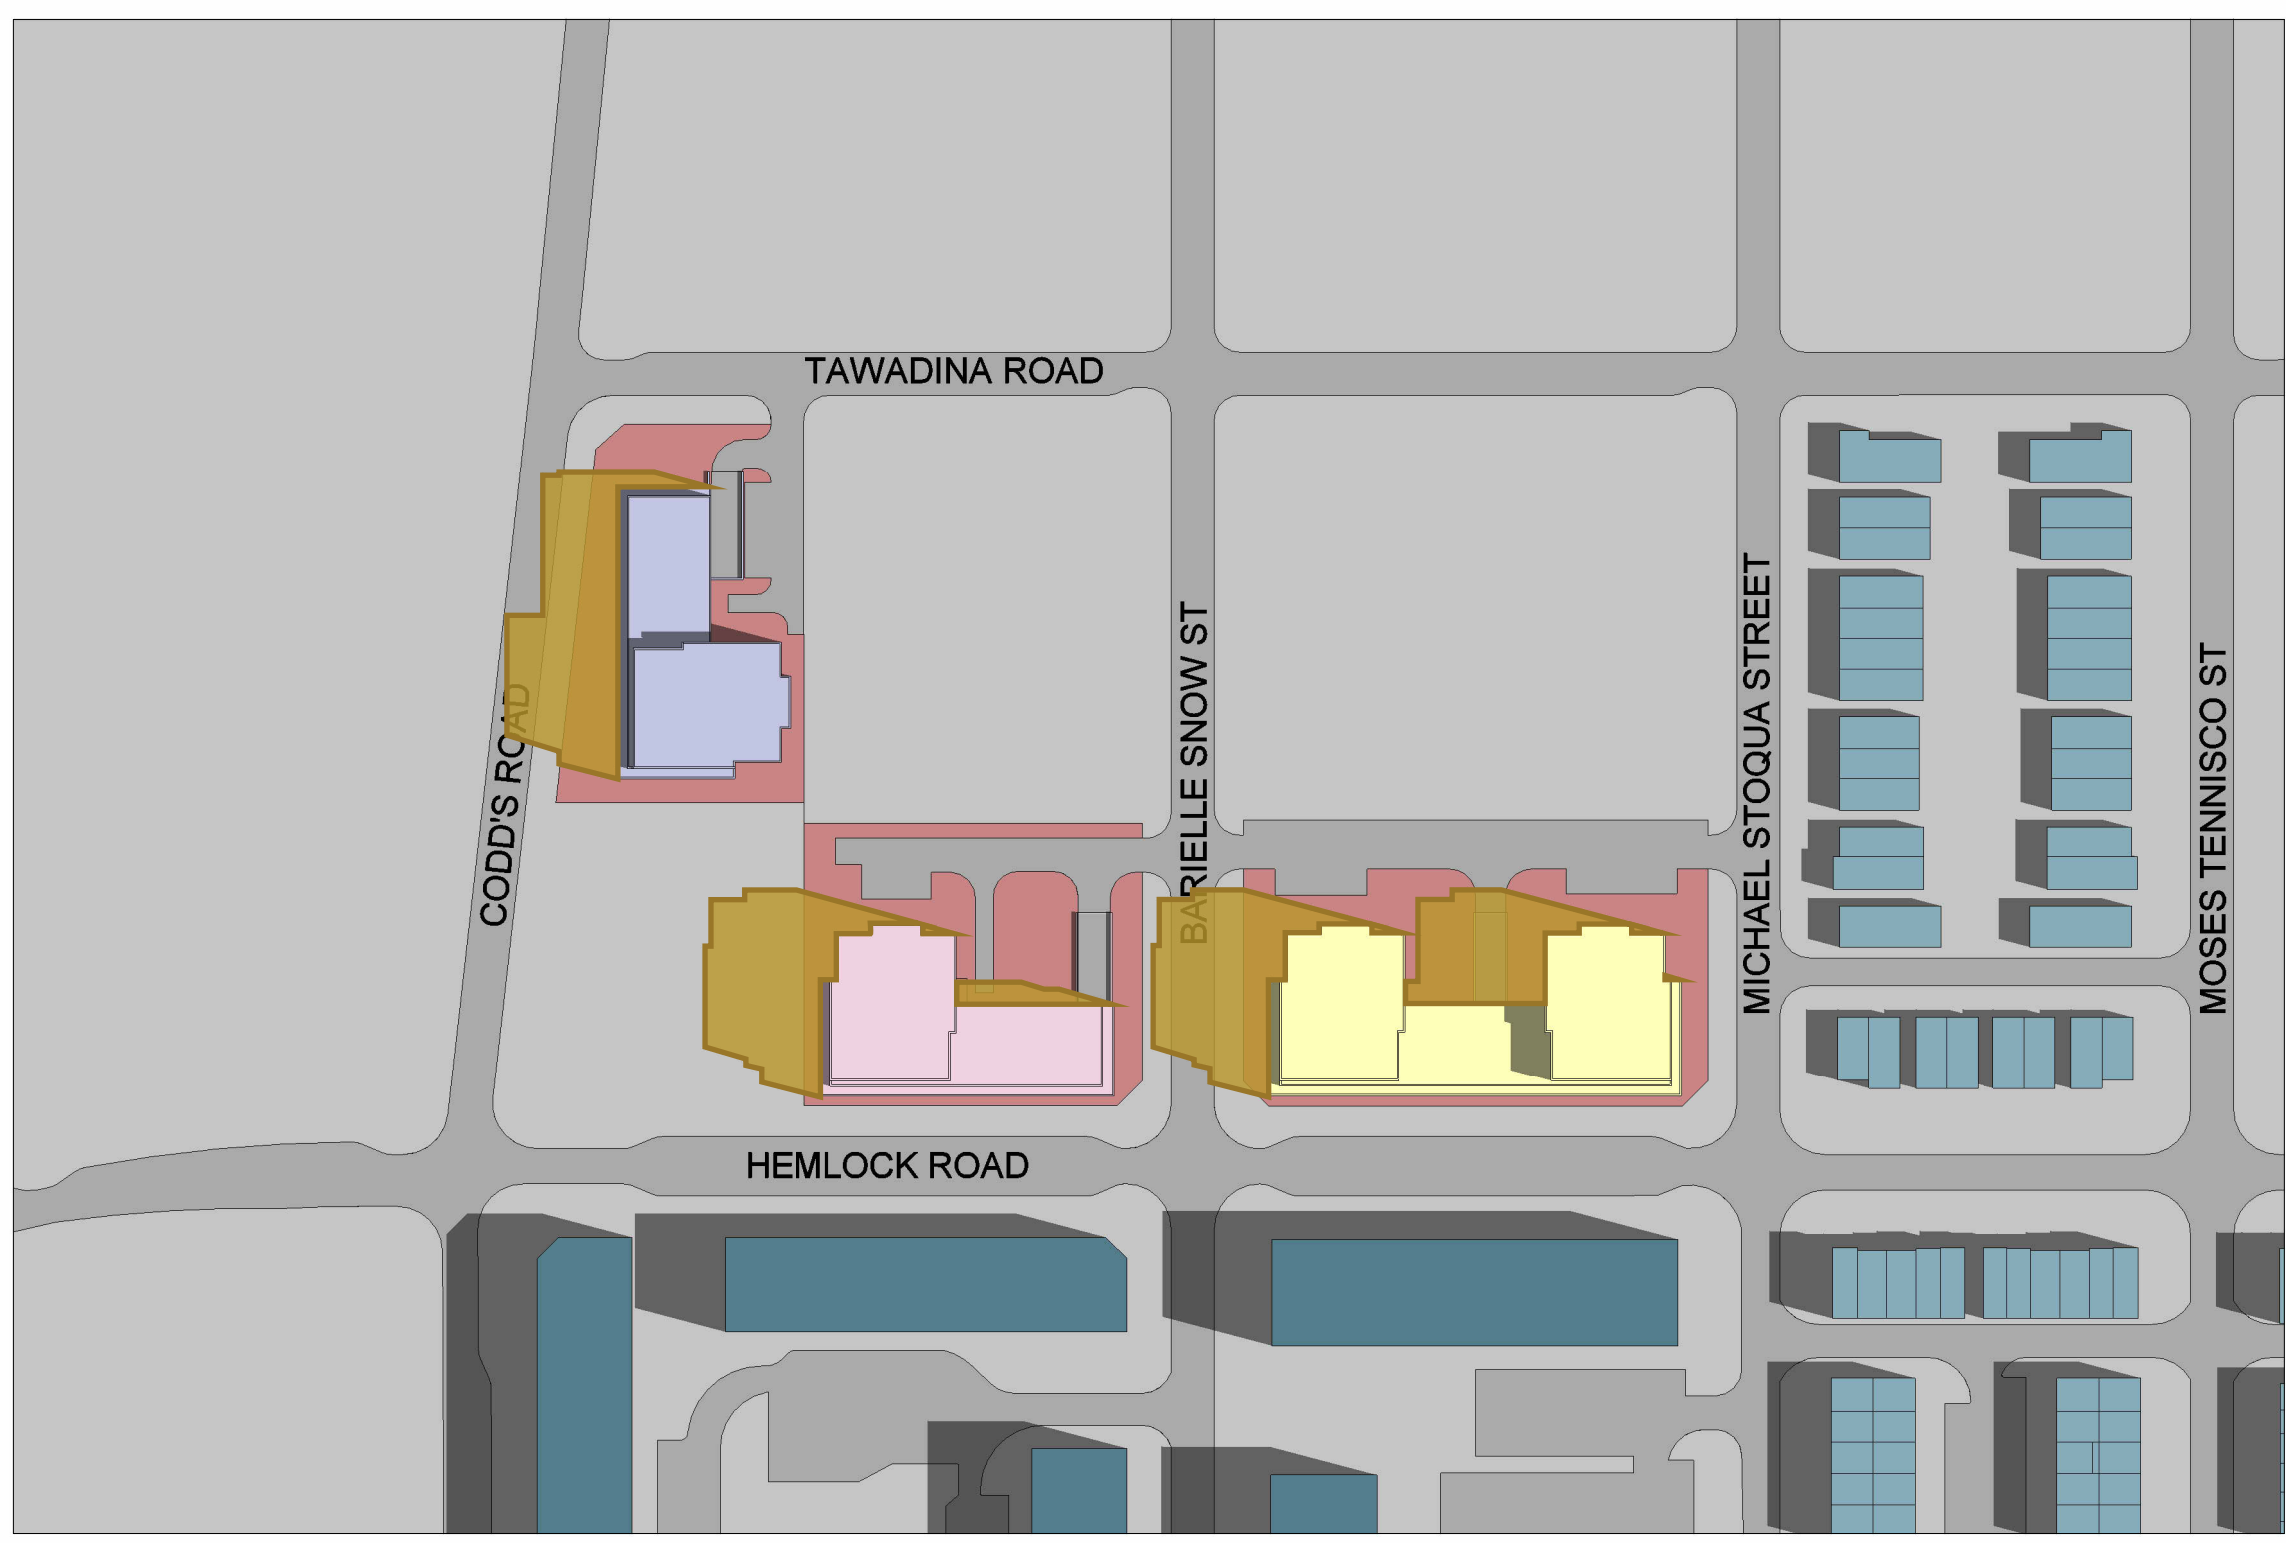 TAWADINA ROAD
CODD'S ROAD
BARIELLE SNOW ST
MICHAEL STOQUA STREET
MOSES TENNISCO ST
HEMLOCK ROAD